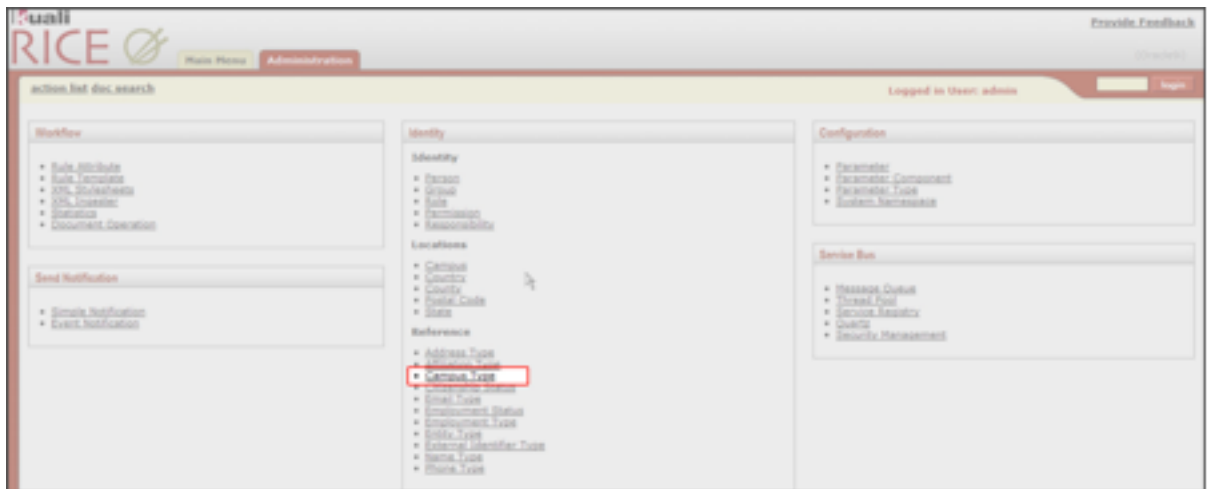 Kuali
Provide Feedback
RICE
Main Menu Administration
action list doc search
Logged in User: admin
login
Workflow
Rule Attribute
Rule Template
XML Stylesheets
XML Ingester
Statistics
Document Operation
Send Notification
Simple Notification
Event Notification
Identity
Identity
Person
Group
Role
Permission
Responsibility
Locations
Campus
Country
County
Postal Code
State
Reference
Address Type
Affiliation Type
Campus Type
Citizenship Status
Email Type
Employment Status
Employment Type
Entity Type
External Identifier Type
Name Type
Phone Type
Configuration
Parameter
Parameter Component
Parameter Type
System Namespace
Service Bus
Message Queue
Thread Pool
Service Registry
Quartz
Security Management